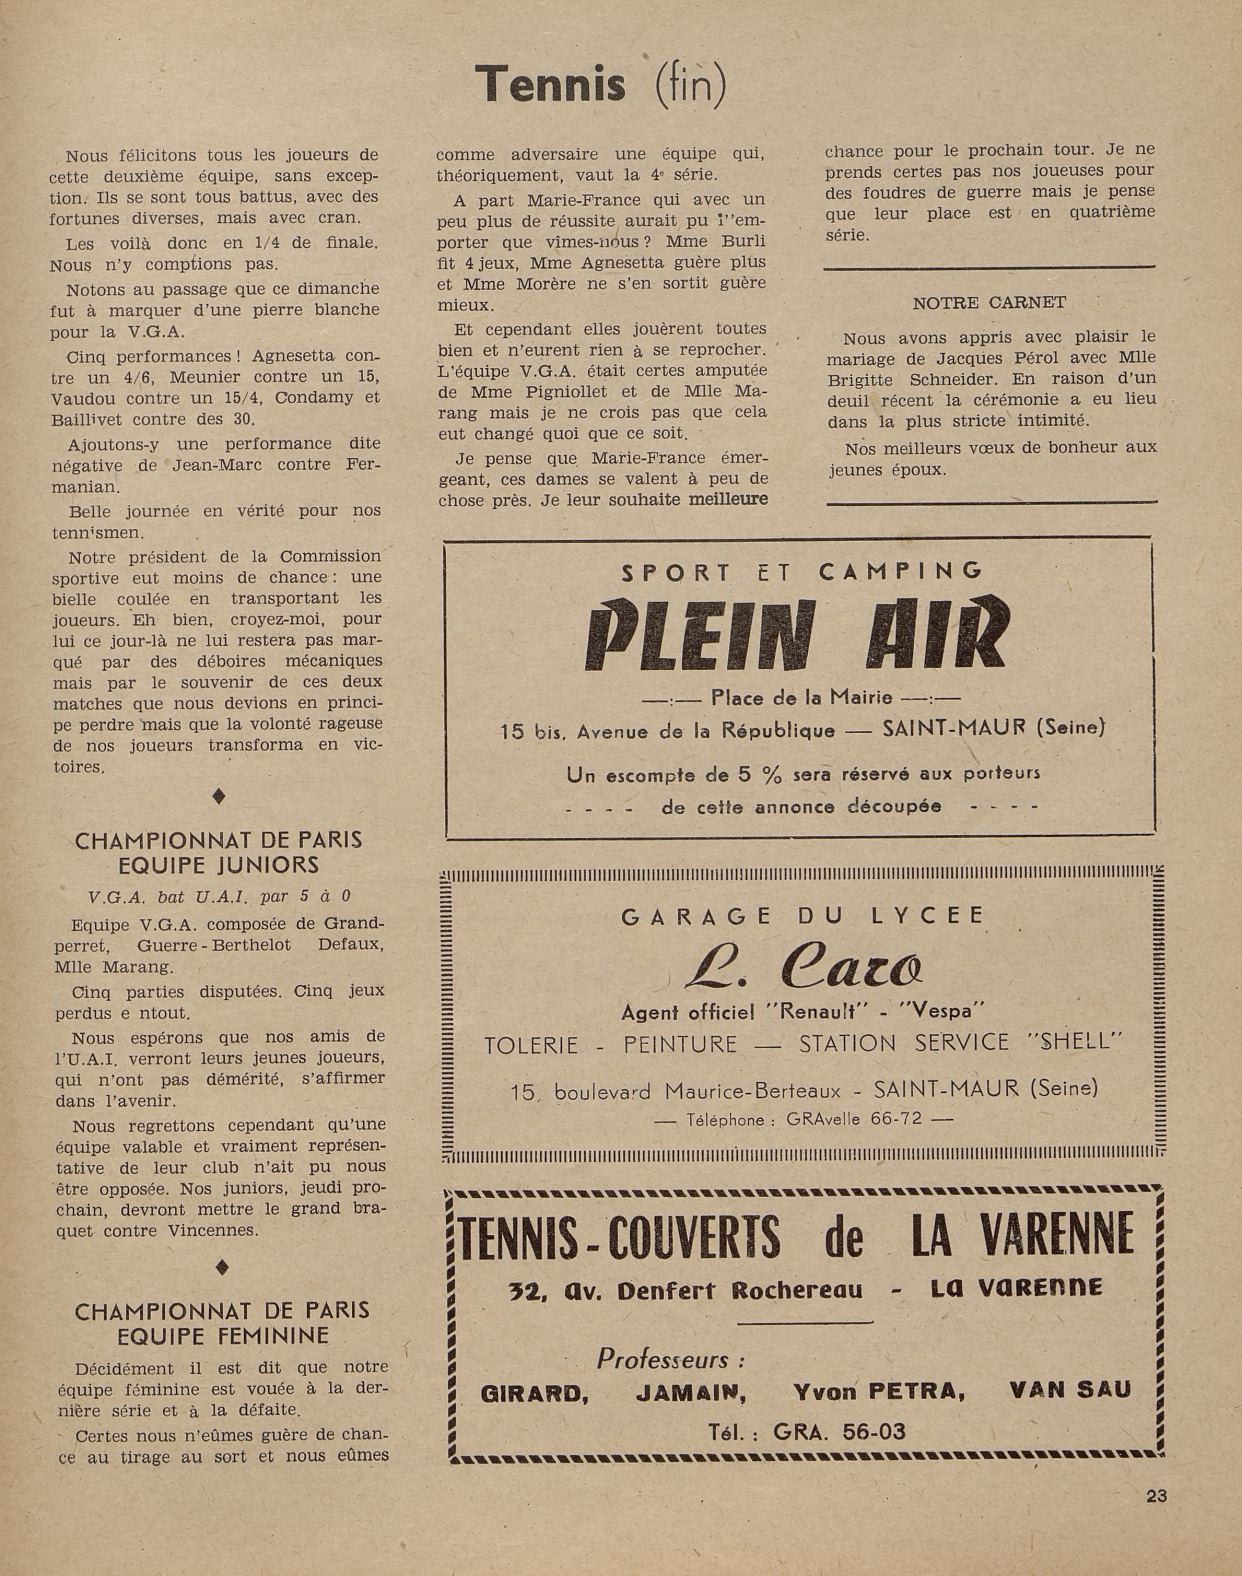 Tennis (fin)
Nous félicitons tous les joueurs de
cette deuxième équipe, sans excep-
tion. Ils se sont tous battus, avec des
fortunes diverses, mais avec cran.
Les voilà donc en 1/4 de finale.
Nous n'y comptions pas.
Notons au passage que ce dimanche
fut à marquer d'une pierre blanche
pour la V.G.A.
Cinq performances ! Agnesetta con-
tre un 4/6, Meunier contre un 15,
Vaudou contre un 15/4, Condamy et
Baillivet contre des 30.
Ajoutons-y une performance dite
négative de Jean-Marc contre Fer-
manian.
Belle journée en vérité pour nos
tennismen.
Notre président de la Commission
sportive eut moins de chance : une
bielle coulée en transportant les
joueurs. Eh bien, croyez-moi, pour
lui ce jour-là ne lui restera pas mar-
qué par des déboires mécaniques
mais par le souvenir de ces deux
matches que nous devions en princi-
pe perdre mais que la volonté rageuse
de nos joueurs transforma en vic-
toires.
♦
CHAMPIONNAT DE PARIS
EQUIPE JUNIORS
V.G.A. bat U.A.I. par 5 à 0
Equipe V.G.A. composée de Grand-
perret, Guerre-Berthelot Defaux,
Mlle Marang.
Cinq parties disputées. Cinq jeux
perdus e ntout.
Nous espérons que nos amis de
l'U.A.I. verront leurs jeunes joueurs,
qui n'ont pas démérité, s'affirmer
dans l'avenir.
Nous regrettons cependant qu'une
équipe valable et vraiment représen-
tative de leur club n'ait pu nous
être opposée. Nos juniors, jeudi pro-
chain, devront mettre le grand bra-
quet contre Vincennes.
♦
CHAMPIONNAT DE PARIS
EQUIPE FEMININE
Décidément il est dit que notre
équipe féminine est vouée à la der-
nière série et à la défaite.
Certes nous n'eûmes guère de chan-
ce au tirage au sort et nous eûmes
comme adversaire une équipe qui,
théoriquement, vaut la 4e série.
A part Marie-France qui avec un
peu plus de réussite aurait pu l''em-
porter que vîmes-nous ? Mme Burli
fit 4 jeux, Mme Agnesetta guère plus
et Mme Morère ne s'en sortit guère
mieux.
Et cependant elles jouèrent toutes
bien et n'eurent rien à se reprocher.
L'équipe V.G.A. était certes amputée
de Mme Pigniollet et de Mlle Ma-
rang mais je ne crois pas que cela
eut changé quoi que ce soit.
Je pense que Marie-France émer-
geant, ces dames se valent à peu de
chose près. Je leur souhaite meilleure
chance pour le prochain tour. Je ne
prends certes pas nos joueuses pour
des foudres de guerre mais je pense
que leur place est en quatrième
série.
NOTRE CARNET
Nous avons appris avec plaisir le
mariage de Jacques Pérol avec Mlle
Brigitte Schneider. En raison d'un
deuil récent la cérémonie a eu lieu
dans la plus stricte intimité.
Nos meilleurs vœux de bonheur aux
jeunes époux.
SPORT ET CAMPING
PLEIN AIR
—:— Place de la Mairie —:—
15 bis, Avenue de la République — SAINT-MAUR (Seine)
Un escompte de 5 % sera réservé aux porteurs
- - - - de cette annonce découpée - - - -
GARAGE DU LYCEE
L. Caro
Agent officiel "Renault" - "Vespa"
TOLERIE - PEINTURE — STATION SERVICE "SHELL"
15, boulevard Maurice-Berteaux - SAINT-MAUR (Seine)
— Téléphone : GRAvelle 66-72 —
TENNIS-COUVERTS de LA VARENNE
32, av. Denfert Rochereau - LA VARENNE
Professeurs :
GIRARD, JAMAIN, Yvon PETRA, VAN SAU
Tél. : GRA. 56-03
23